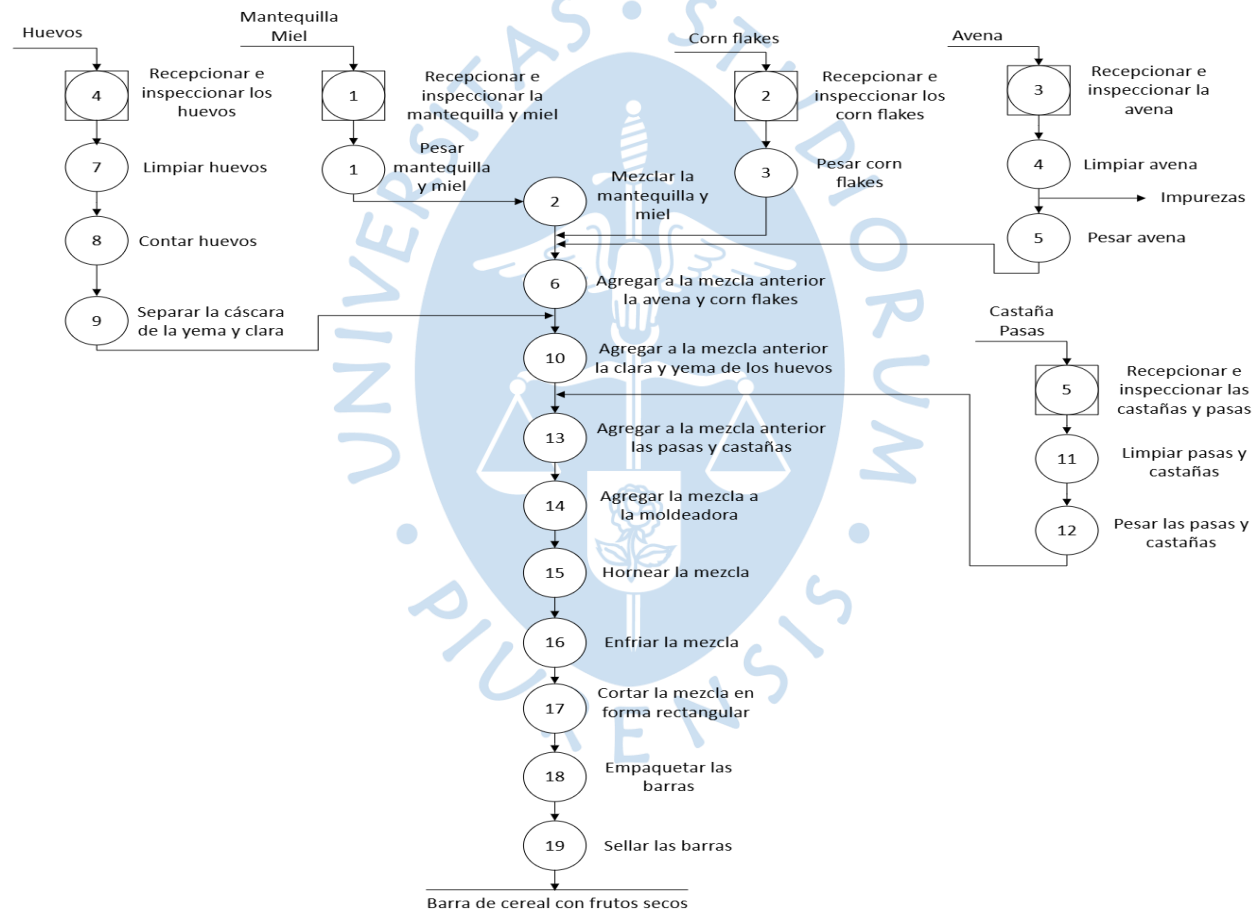 Huevos
4
Recepcionar e
inspeccionar los
huevos
7
Limpiar huevos
8
Contar huevos
9
Separar la cáscara
de la yema y clara
Mantequilla
Miel
1
Recepcionar e
inspeccionar la
mantequilla y miel
1
Pesar
mantequilla
y miel
2
Mezclar la
mantequilla y
miel
Corn flakes
2
Recepcionar e
inspeccionar los
corn flakes
3
Pesar corn
flakes
Avena
3
Recepcionar e
inspeccionar la
avena
4
Limpiar avena
Impurezas
5
Pesar avena
6
Agregar a la mezcla anterior
la avena y corn flakes
10
Agregar a la mezcla anterior
la clara y yema de los huevos
Castaña
Pasas
5
Recepcionar e
inspeccionar las
castañas y pasas
11
Limpiar pasas y
castañas
12
Pesar las pasas y
castañas
13
Agregar a la mezcla anterior
las pasas y castañas
14
Agregar la mezcla a
la moldeadora
15
Hornear la mezcla
16
Enfriar la mezcla
17
Cortar la mezcla en
forma rectangular
18
Empaquetar las
barras
19
Sellar las barras
Barra de cereal con frutos secos
UNIVERSITAS • STUDIORUM • PIURENSIS •